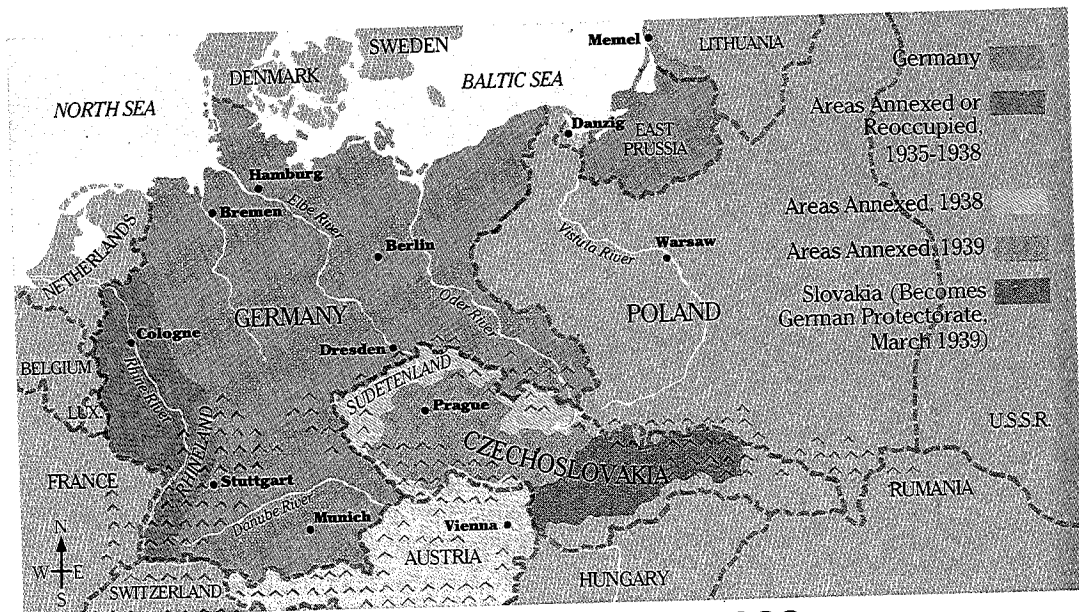 SWEDEN
DENMARK
NORTH SEA
BALTIC SEA
Memel
LITHUANIA
Germany
Areas Annexed or
Reoccupied,
1935-1938
Danzig
EAST
PRUSSIA
Hamburg
Bremen
Elbe River
Berlin
Areas Annexed, 1938
Vistula River
Warsaw
Areas Annexed, 1939
NETHERLANDS
Oder River
Slovakia (Becomes
German Protectorate,
March 1939)
GERMANY
POLAND
Cologne
Dresden
BELGIUM
Rhine River
SUDETENLAND
LUX.
Prague
U.S.S.R.
CZECHOSLOVAKIA
RHINELAND
FRANCE
Stuttgart
RUMANIA
Danube River
Munich
Vienna
N
W E
S
AUSTRIA
SWITZERLAND
HUNGARY